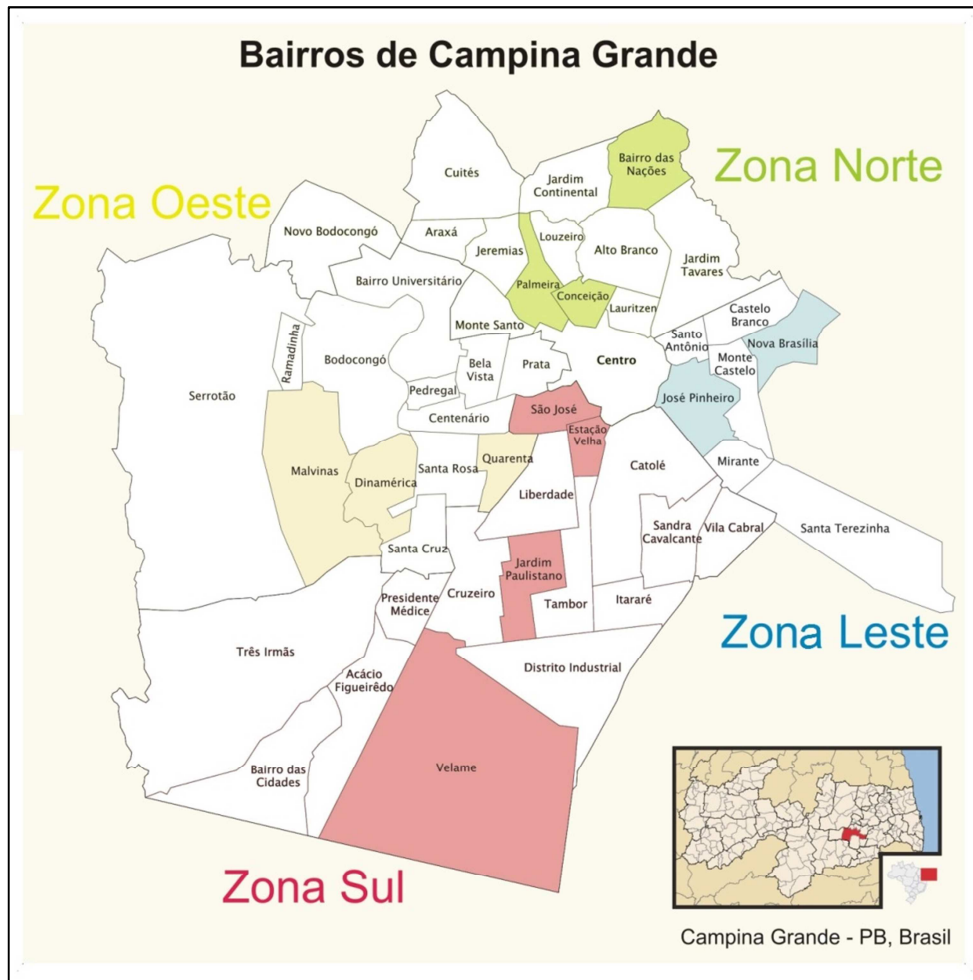 Bairros de Campina Grande
Zona Oeste
Zona Norte
Cuités
Bairro das
Nações
Jardim
Continental
Novo Bodocongó
Araxá
Jeremias
Louzeiro
Alto Branco
Jardim
Tavares
Bairro Universitário
Palmeira
Conceição
Lauritzen
Monte Santo
Castelo
Branco
Santo
Antônio
Nova Brasília
Ramadinha
Bodocongó
Bela
Vista
Prata
Centro
Monte
Castelo
Serrotão
Pedregal
José Pinheiro
Centenário
São José
Estação
Velha
Malvinas
Dinamérica
Santa Rosa
Quarenta
Catolé
Mirante
Liberdade
Sandra
Cavalcante
Vila Cabral
Santa Terezinha
Santa Cruz
Jardim
Paulistano
Presidente
Médice
Cruzeiro
Tambor
Itararé
Zona Leste
Três Irmãs
Acácio
Figueirêdo
Distrito Industrial
Bairro das
Cidades
Velame
Zona Sul
Campina Grande - PB, Brasil